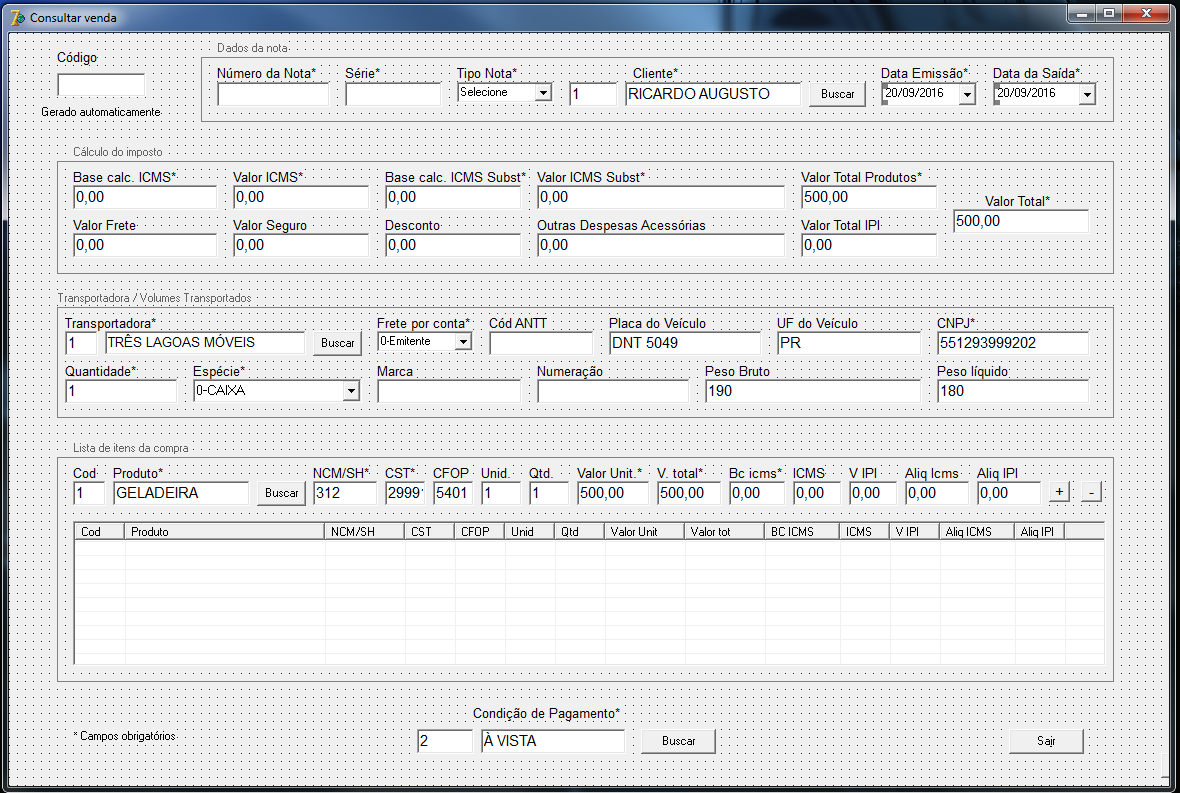 Consultar venda
Código
Gerado automaticamente
Dados da nota
Número da Nota* Série* Tipo Nota* Cliente* Data Emissão* Data da Saída*
Selecione 1 RICARDO AUGUSTO Buscar 20/09/2016 20/09/2016
Cálculo do imposto
Base calc. ICMS* Valor ICMS* Base calc. ICMS Subst* Valor ICMS Subst* Valor Total Produtos* Valor Total*
0,00 0,00 0,00 0,00 500,00 500,00
Valor Frete Valor Seguro Desconto Outras Despesas Acessórias Valor Total IPI
0,00 0,00 0,00 0,00 0,00
Transportadora / Volumes Transportados
Transportadora* Frete por conta* Cód ANTT Placa do Veículo UF do Veículo CNPJ*
1 TRÊS LAGOAS MÓVEIS Buscar 0-Emitente DNT 5049 PR 551293999202
Quantidade* Espécie* Marca Numeração Peso Bruto Peso líquido
1 0-CAIXA 190 180
Lista de itens da compra
Cod Produto* NCM/SH* CST* CFOP Unid. Qtd. Valor Unit.* V. total* Bc icms* ICMS V IPI Aliq Icms Aliq IPI
1 GELADEIRA Buscar 312 2999 5401 1 1 500,00 500,00 0,00 0,00 0,00 0,00 0,00 + -
Cod Produto NCM/SH CST CFOP Unid Qtd Valor Unit Valor tot BC ICMS ICMS V IPI Aliq ICMS Aliq IPI
Condição de Pagamento*
* Campos obrigatórios 2 À VISTA Buscar Sair